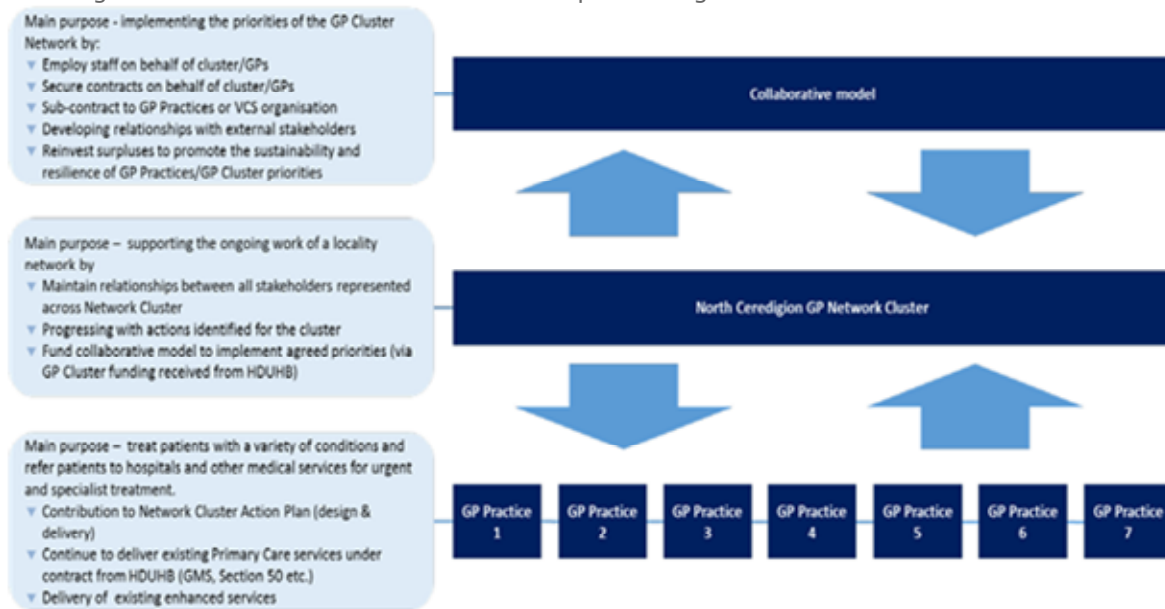 Main purpose - implementing the priorities of the GP Cluster
Network by:
Employ staff on behalf of cluster/GPs
Secure contracts on behalf of cluster/GPs
Sub-contract to GP Practices or VCS organisation
Developing relationships with external stakeholders
Reinvest surpluses to promote the sustainability and
resilience of GP Practices/GP Cluster priorities
Collaborative model
Main purpose – supporting the ongoing work of a locality
network by
Maintain relationships between all stakeholders represented
across Network Cluster
Progressing with actions identified for the cluster
Fund collaborative model to implement agreed priorities (via
GP Cluster funding received from HDUHB)
North Ceredigion GP Network Cluster
Main purpose – treat patients with a variety of conditions and
refer patients to hospitals and other medical services for urgent
and specialist treatment.
Contribution to Network Cluster Action Plan (design &
delivery)
Continue to deliver existing Primary Care services under
contract from HDUHB (GMS, Section 50 etc.)
Delivery of existing enhanced services
GP Practice
1
GP Practice
2
GP Practice
3
GP Practice
4
GP Practice
5
GP Practice
6
GP Practice
7